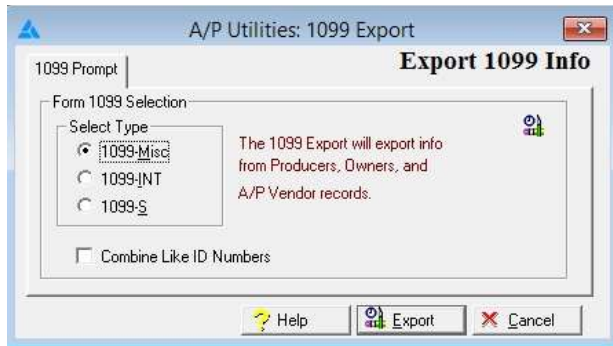 A/P Utilities: 1099 Export
Export 1099 Info
1099 Prompt
Form 1099 Selection
Select Type
1099-Misc
1099-INT
1099-S
The 1099 Export will export info
from Producers, Owners, and
A/P Vendor records.
Combine Like ID Numbers
Help
Export
Cancel